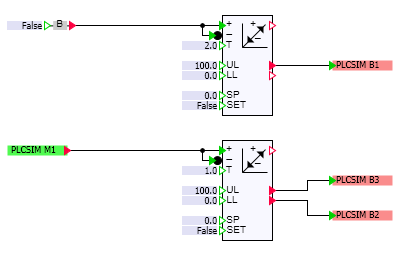 False B + 
−
2.0 T
100.0 UL PLCSIM B1
0.0 LL
0.0 SP
False SET
+
−
PLCSIM M1 +
−
1.0 T
100.0 UL PLCSIM B3
0.0 LL PLCSIM B2
0.0 SP
False SET
+
−